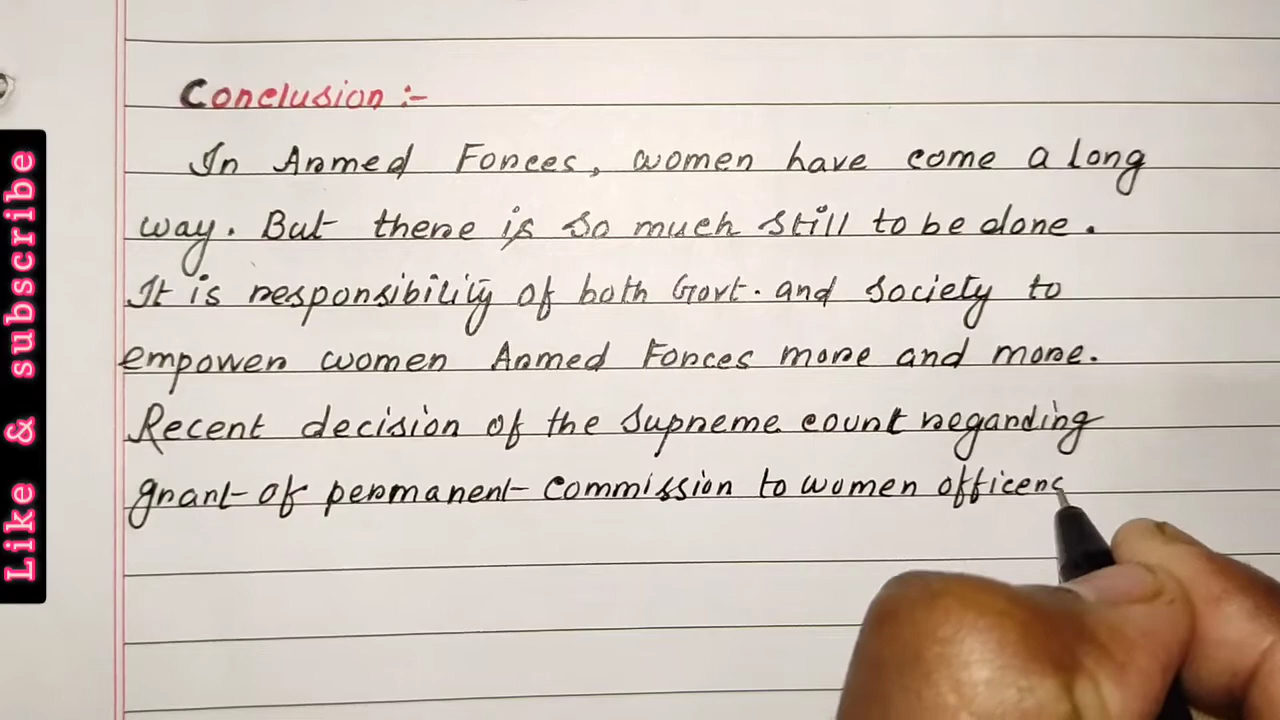 Conclusion :-
In Armed Forces, women have come a long
way. But there is so much still to be done.
It is responsibility of both Govt. and society to
empower women Armed Forces more and more.
Recent decision of the Supreme court regarding
grant of permanent commission to women officers
Like & subscribe